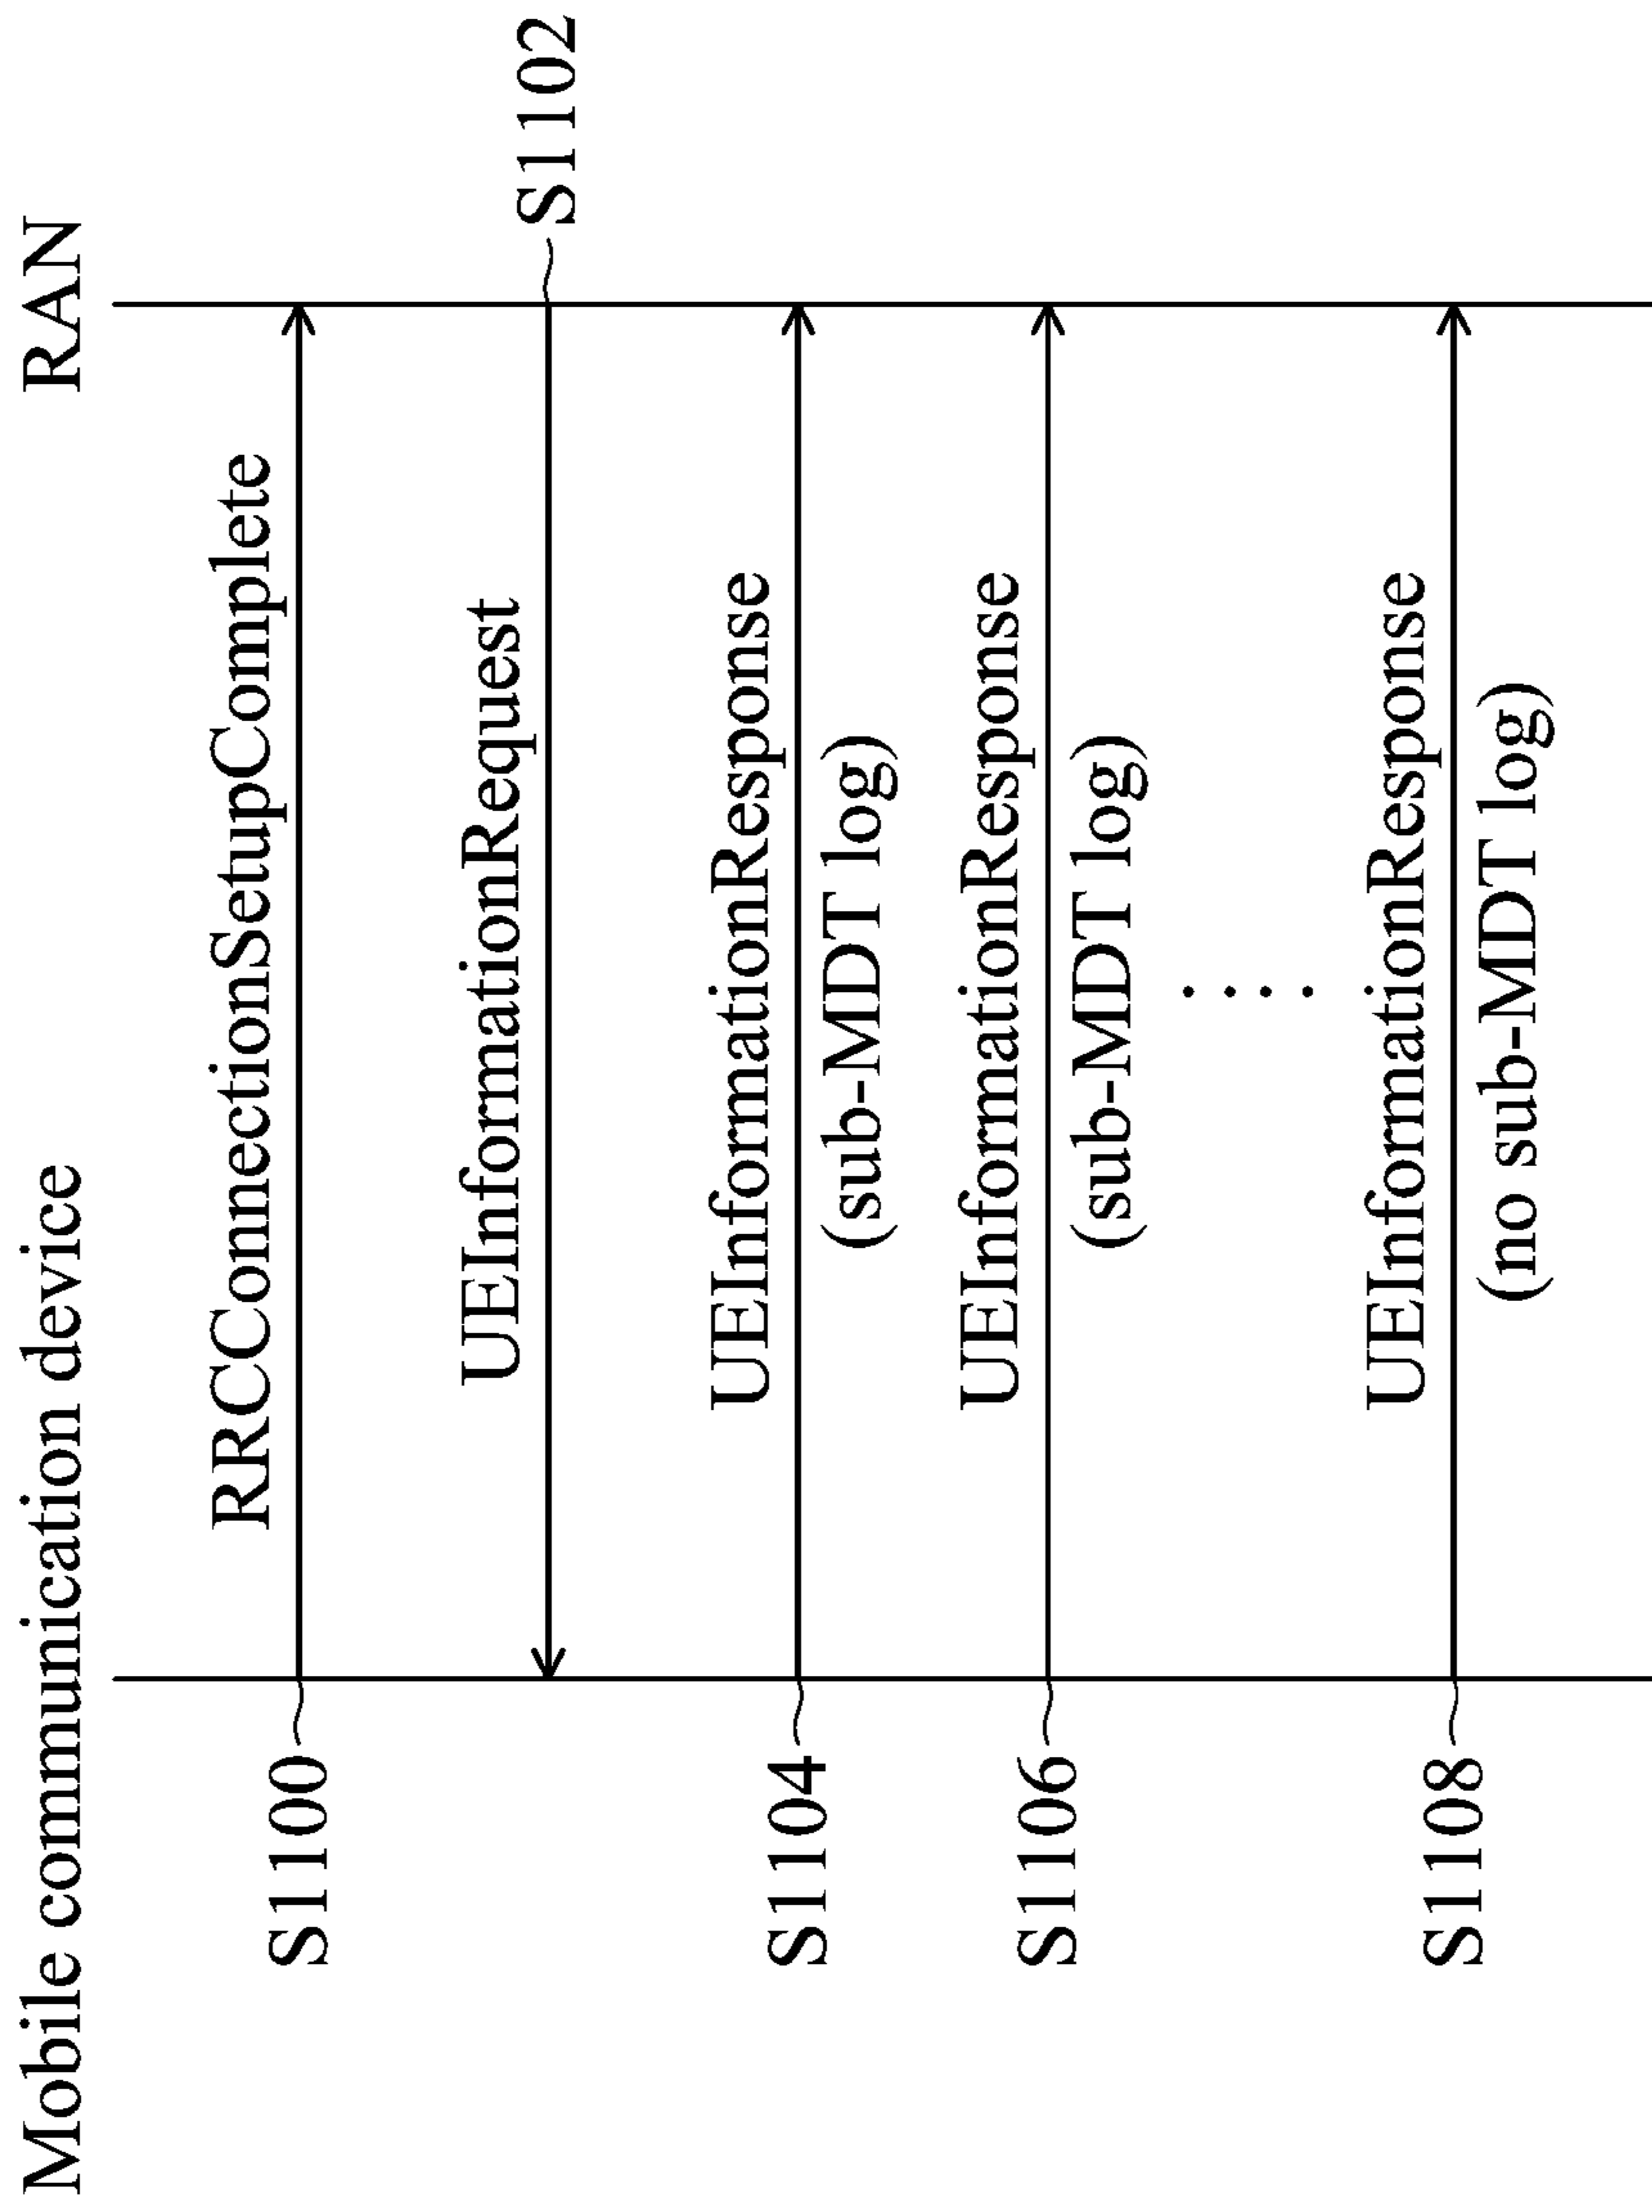 Mobile communication device
RAN
RRCConnectionSetupComplete
S1100
UEInformationRequest
S1102
UEInformationResponse
S1104
(sub-MDT log)
UEInformationResponse
S1106
(sub-MDT log)
....
UEInformationResponse
S1108
(no sub-MDT log)